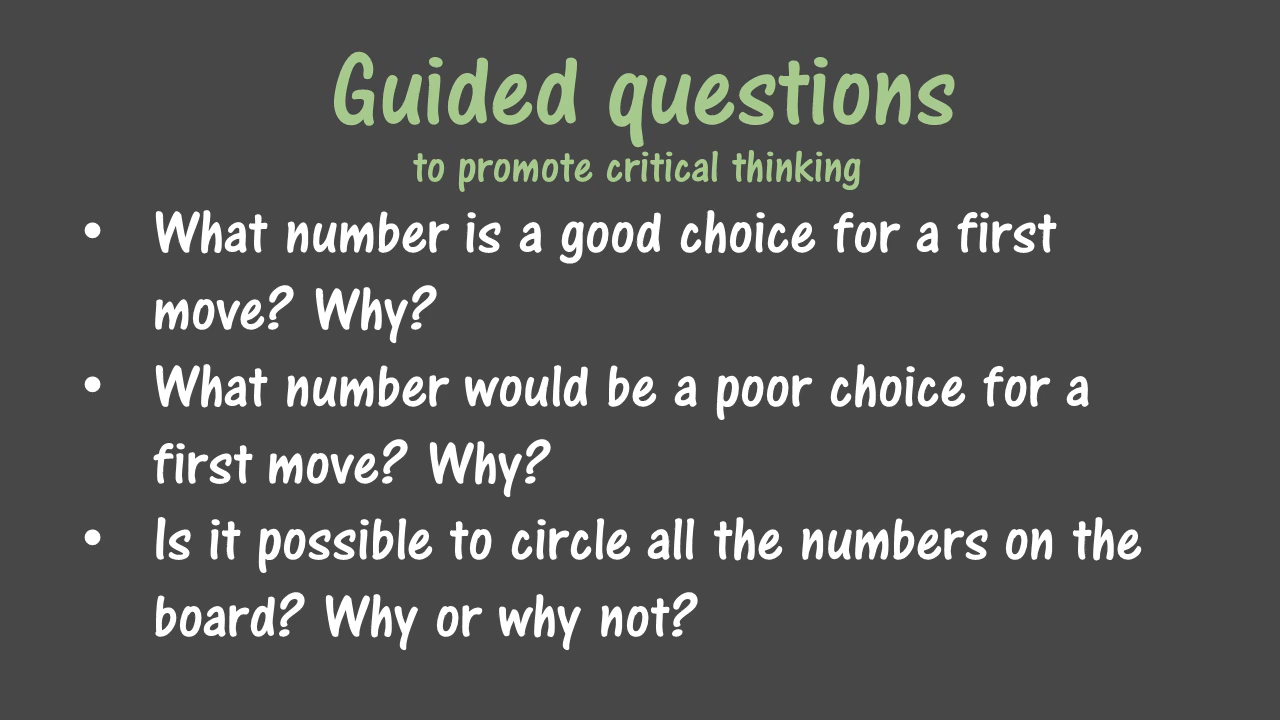 Guided questions
to promote critical thinking
• What number is a good choice for a first
move? Why?
• What number would be a poor choice for a
first move? Why?
• Is it possible to circle all the numbers on the
board? Why or why not?